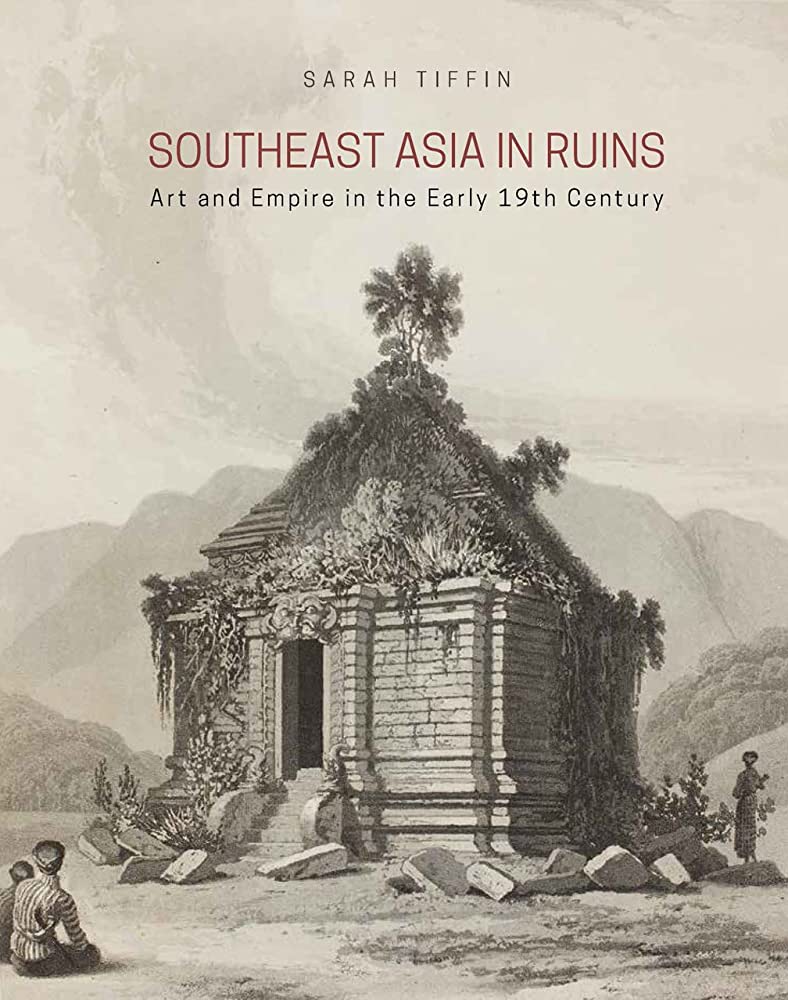 SARAH TIFFIN
SOUTHEAST ASIA IN RUINS
Art and Empire in the Early 19th Century